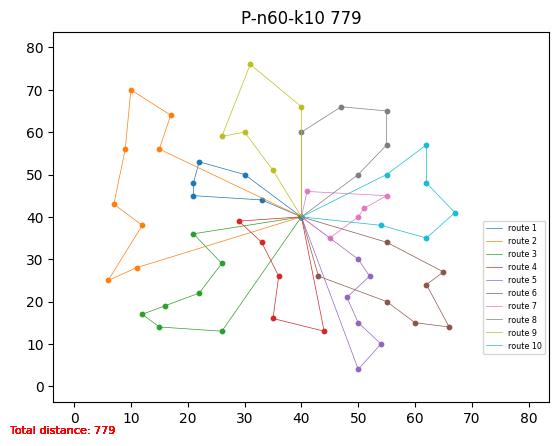 P-n60-k10 779
80
70
60
50
40
30
20
10
0
0 10 20 30 40 50 60 70 80
route 1
route 2
route 3
route 4
route 5
route 6
route 7
route 8
route 9
route 10
Total distance: 779